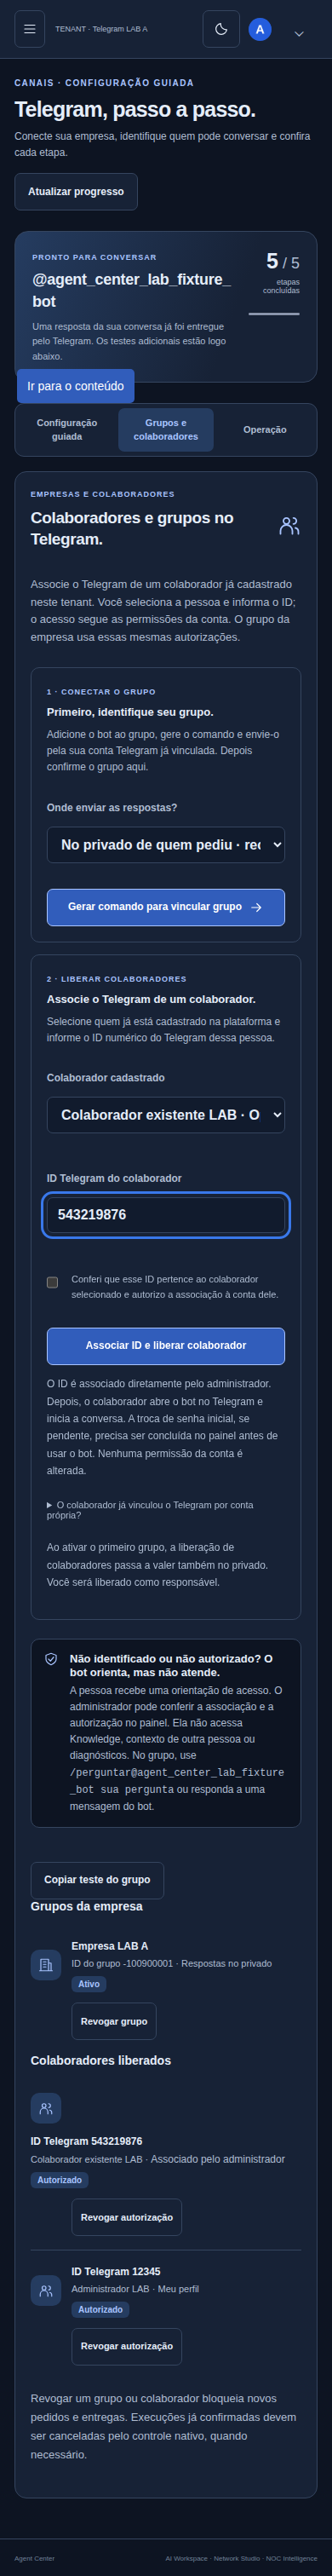 TENANT · Telegram LAB A
A
CANAIS · CONFIGURAÇÃO GUIADA
Telegram, passo a passo.
Conecte sua empresa, identifique quem pode conversar e confira
cada etapa.
Atualizar progresso
PRONTO PARA CONVERSAR
@agent_center_lab_fixture_
bot
Uma resposta da sua conversa já foi entregue
pelo Telegram. Os testes adicionais estão logo
abaixo.
5 / 5
etapas
concluídas
Ir para o conteúdo
Configuração
guiada
Grupos e
colaboradores
Operação
EMPRESAS E COLABORADORES
Colaboradores e grupos no
Telegram.
Associe o Telegram de um colaborador já cadastrado
neste tenant. Você seleciona a pessoa e informa o ID;
o acesso segue as permissões da conta. O grupo da
empresa usa essas mesmas autorizações.
1 · CONECTAR O GRUPO
Primeiro, identifique seu grupo.
Adicione o bot ao grupo, gere o comando e envie-o
pela sua conta Telegram já vinculada. Depois
confirme o grupo aqui.
Onde enviar as respostas?
No privado de quem pediu · rec
Gerar comando para vincular grupo →
2 · LIBERAR COLABORADORES
Associe o Telegram de um colaborador.
Selecione quem já está cadastrado na plataforma e
informe o ID numérico do Telegram dessa pessoa.
Colaborador cadastrado
Colaborador existente LAB · O
ID Telegram do colaborador
543219876
Conferi que esse ID pertence ao colaborador
selecionado e autorizo a associação à conta dele.
Associar ID e liberar colaborador
O ID é associado diretamente pelo administrador.
Depois, o colaborador abre o bot no Telegram e
inicia a conversa. A troca de senha inicial, se
pendente, precisa ser concluída no painel antes de
usar o bot. Nenhuma permissão da conta é
alterada.
▶ O colaborador já vinculou o Telegram por conta
própria?
Ao ativar o primeiro grupo, a liberação de
colaboradores passa a valer também no privado.
Você será liberado como responsável.
Não identificado ou não autorizado? O
bot orienta, mas não atende.
A pessoa recebe uma orientação de acesso. O
administrador pode conferir a associação e a
autorização no painel. Ela não acessa
Knowledge, contexto de outra pessoa ou
diagnósticos. No grupo, use
/perguntar@agent_center_lab_fixture
_bot sua pergunta ou responda a uma
mensagem do bot.
Copiar teste do grupo
Grupos da empresa
Empresa LAB A
ID do grupo -100900001 · Respostas no privado
Ativo
Revogar grupo
Colaboradores liberados
ID Telegram 543219876
Colaborador existente LAB · Associado pelo administrador
Autorizado
Revogar autorização
ID Telegram 12345
Administrador LAB · Meu perfil
Autorizado
Revogar autorização
Revogar um grupo ou colaborador bloqueia novos
pedidos e entregas. Execuções já confirmadas devem
ser canceladas pelo controle nativo, quando
necessário.
Agent Center
AI Workspace · Network Studio · NOC Intelligence